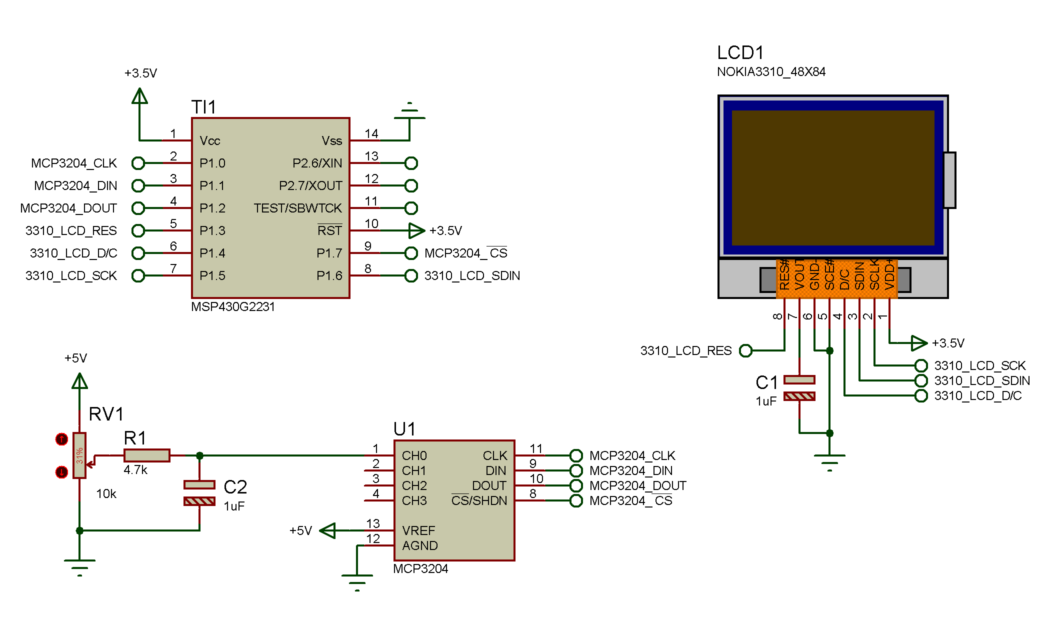 LCD1
NOKIA3310_48X84
+3.5V
TI1
1 Vcc Vss 14
MCP3204_CLK 2 P1.0 P2.6/XIN 13
MCP3204_DIN 3 P1.1 P2.7/XOUT 12
MCP3204_DOUT 4 P1.2 TEST/SBWTCK 11
3310_LCD_RES 5 P1.3 RST 10 +3.5V
3310_LCD_D/C 6 P1.4 P1.7 9 MCP3204_CS
3310_LCD_SCK 7 P1.5 P1.6 8 3310_LCD_SDIN
MSP430G2231
RES# VOUT GND- SCE# D/C SDIN SCLK VDD+
8 7 6 5 4 3 2 1
+3.5V
3310_LCD_RES
3310_LCD_SCK
3310_LCD_SDIN
3310_LCD_D/C
C1
1uF
+5V
RV1
31%
10k
R1
4.7k
C2
1uF
U1
1 CH0 CLK 11 MCP3204_CLK
2 CH1 DIN 9 MCP3204_DIN
3 CH2 DOUT 10 MCP3204_DOUT
4 CH3 CS/SHDN 8 MCP3204_CS
+5V 13 VREF
12 AGND
MCP3204